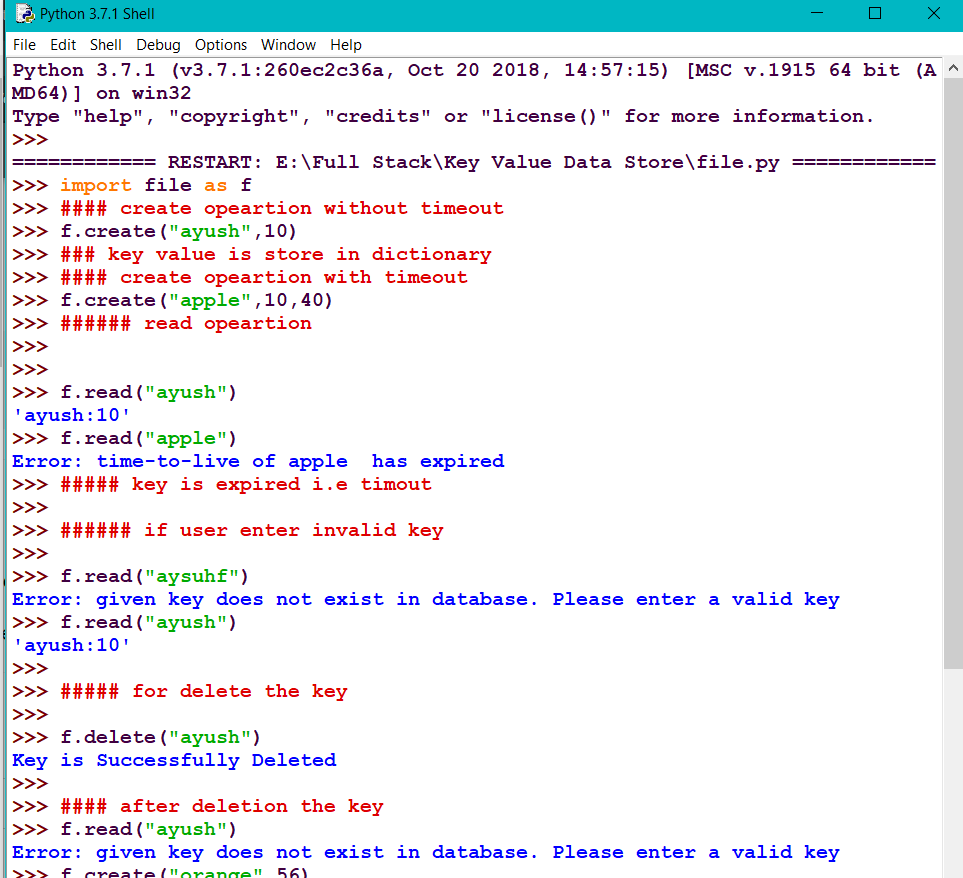 Python 3.7.1 Shell
File Edit Shell Debug Options Window Help
Python 3.7.1 (v3.7.1:260ec2c36a, Oct 20 2018, 14:57:15) [MSC v.1915 64 bit (A
MD64)] on win32
Type "help", "copyright", "credits" or "license()" for more information.
>>>
============ RESTART: E:\Full Stack\Key Value Data Store\file.py ============
>>> import file as f
>>> #### create opeartion without timeout
>>> f.create("ayush",10)
>>> ### key value is store in dictionary
>>> #### create opeartion with timeout
>>> f.create("apple",10,40)
>>> ###### read opeartion
>>>
>>>
>>> f.read("ayush")
'ayush:10'
>>> f.read("apple")
Error: time-to-live of apple  has expired
>>> ##### key is expired i.e timout
>>>
>>> ###### if user enter invalid key
>>>
>>> f.read("aysuhf")
Error: given key does not exist in database. Please enter a valid key
>>> f.read("ayush")
'ayush:10'
>>>
>>> ##### for delete the key
>>>
>>> f.delete("ayush")
Key is Successfully Deleted
>>>
>>> #### after deletion the key
>>> f.read("ayush")
Error: given key does not exist in database. Please enter a valid key
>>> f.create("orange",56)